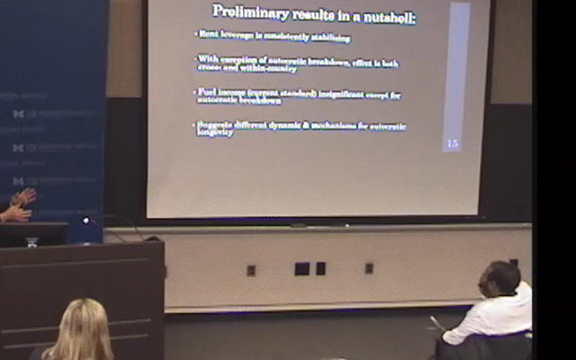 Preliminary results in a nutshell:
· Rent leverage is consistently stabilizing
· With exception of autocratic breakdown, effect is both
cross- and within-country
· Fuel income (current standard) insignificant except for
autocratic breakdown
· Suggests different dynamic & mechanisms for autocratic
longevity
15